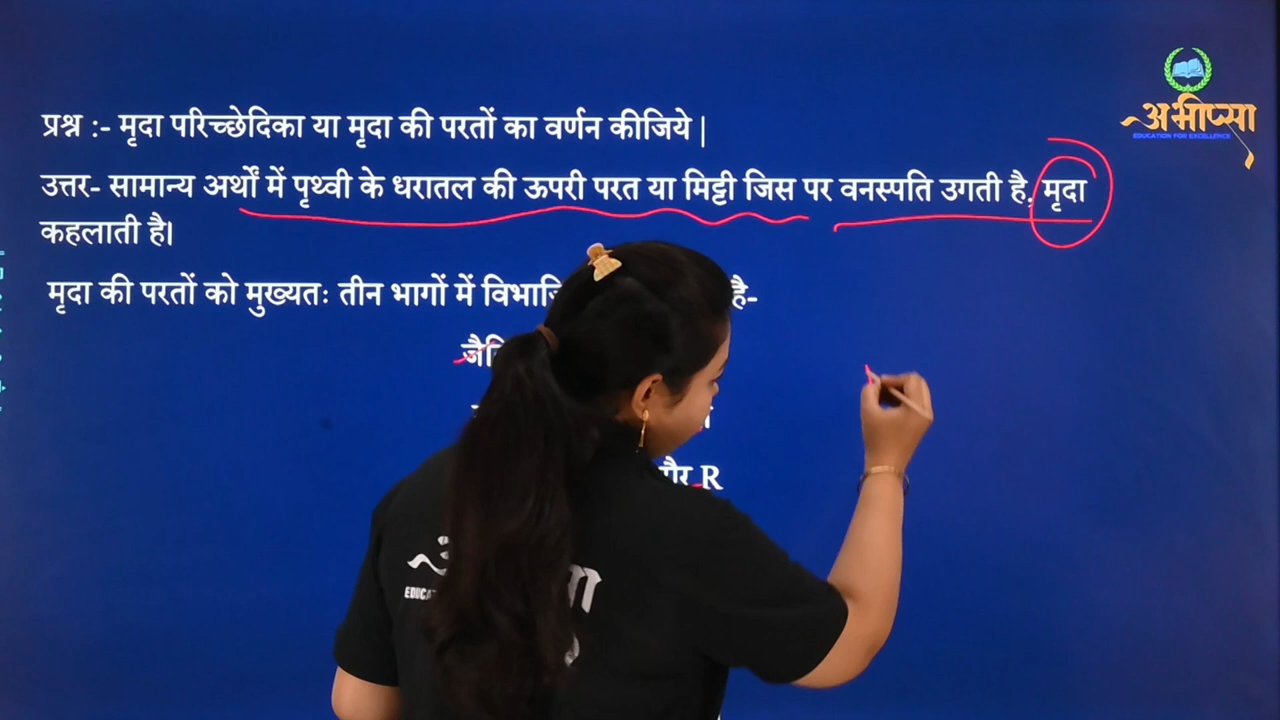 प्रश्न :- मृदा परिच्छेदिका या मृदा की परतों का वर्णन कीजिये |
उत्तर- सामान्य अर्थों में पृथ्वी के धरातल की ऊपरी परत या मिट्टी जिस पर वनस्पति उगती है, मृदा
कहलाती है।
मृदा की परतों को मुख्यतः तीन भागों में है-
R
अभीप्सा
EDUCATION FOR EXCELLENCE